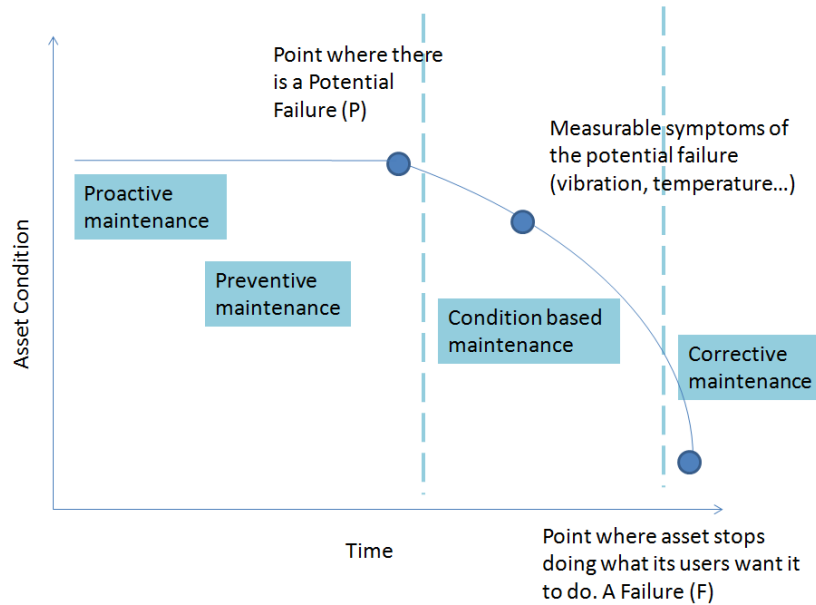 Point where there
is a Potential
Failure (P)
Measurable symptoms of
the potential failure
(vibration, temperature...)
Proactive
maintenance
Preventive
maintenance
Condition based
maintenance
Corrective
maintenance
Asset Condition
Time
Point where asset stops
doing what its users want it
to do. A Failure (F)